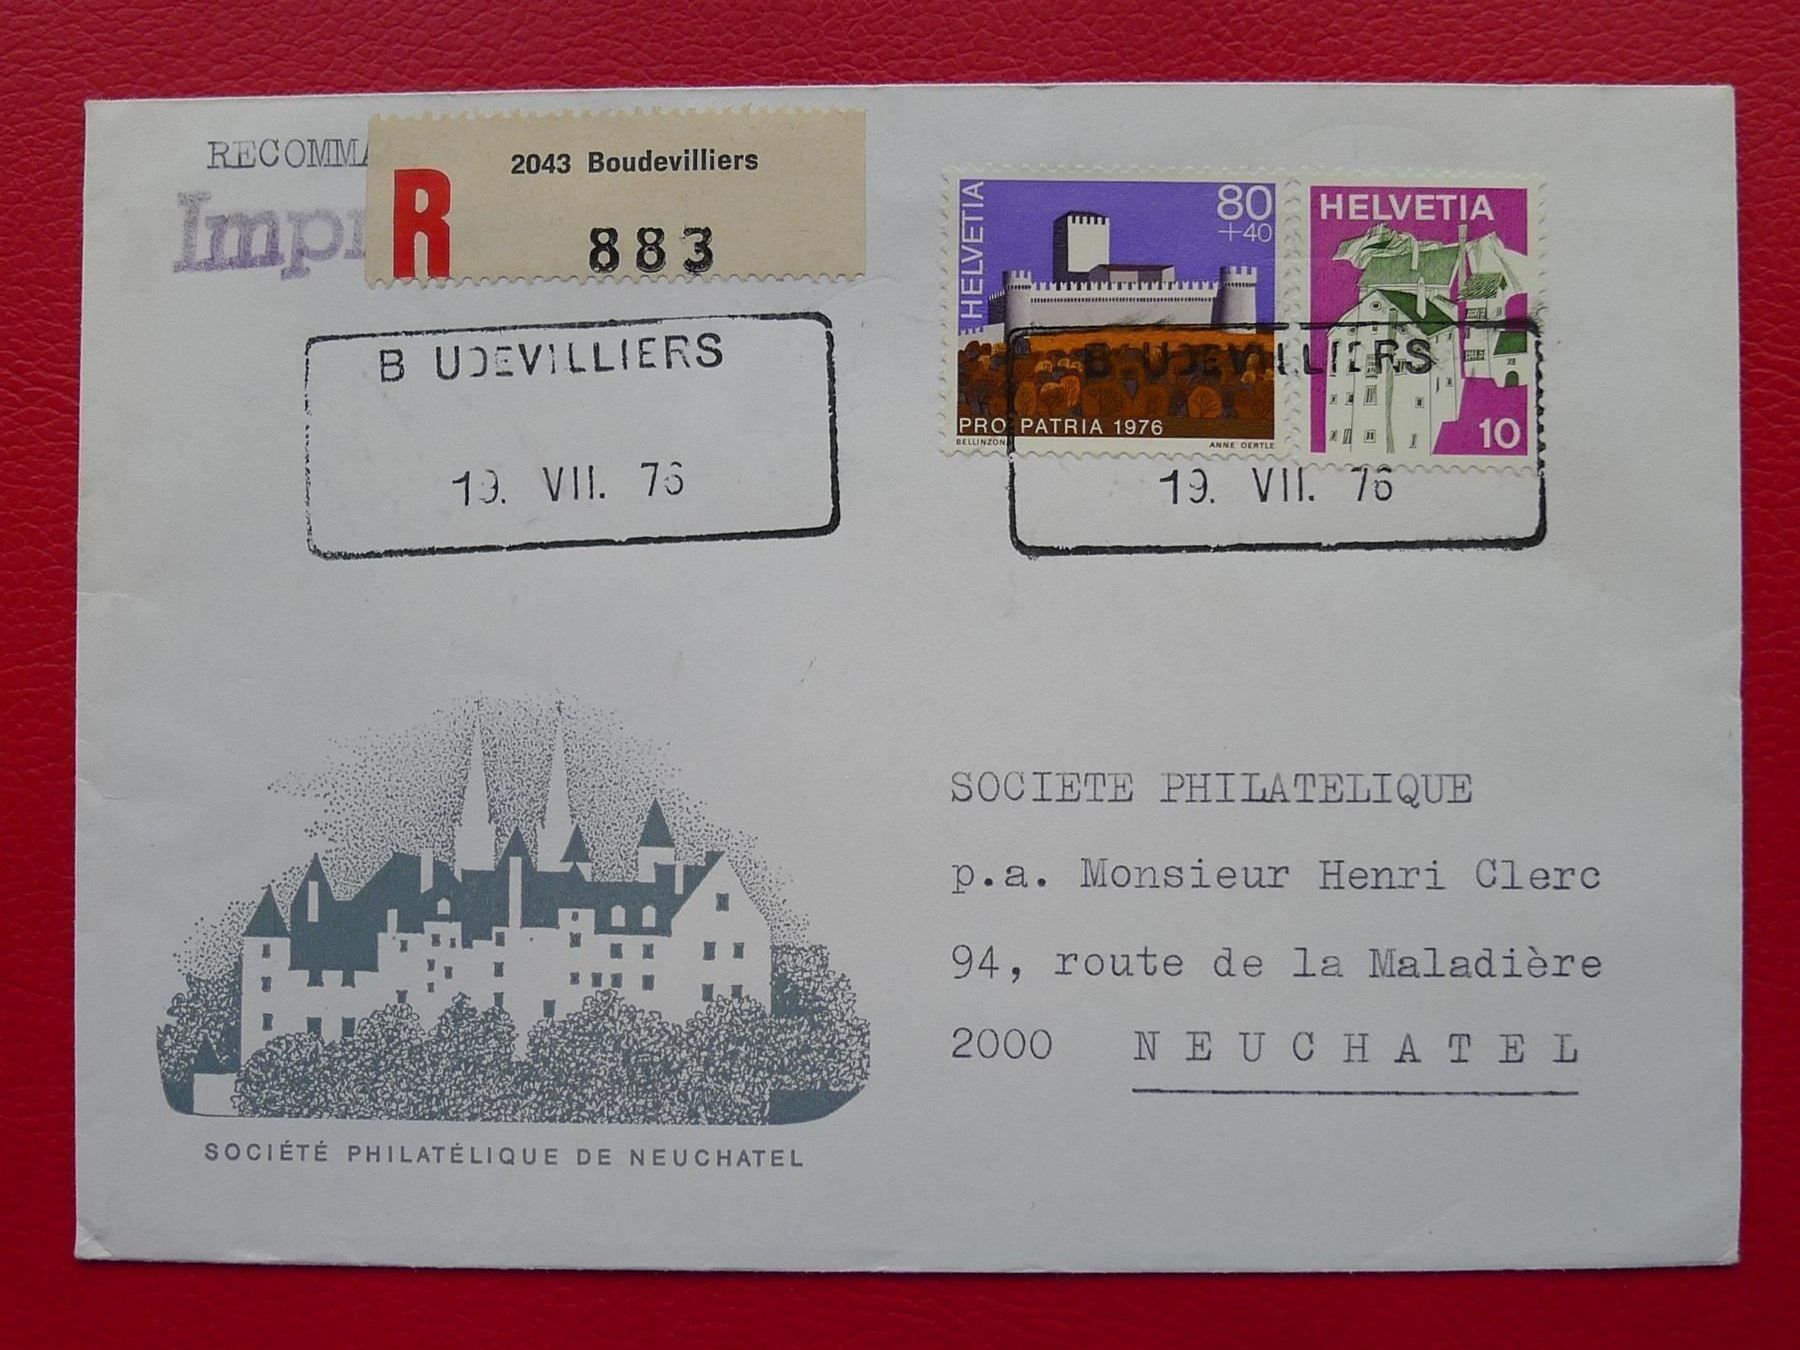 RECOMMA
Impr
R
2043 Boudevilliers
883
HELVETIA
80
+40
PRO PATRIA 1976
BELLINZON
ANNE OERTLE
HELVETIA
10
B UDEVILLIERS
19. VII. 76
B UDEVILLIERS
19. VII. 76
SOCIETE PHILATELIQUE
p.a. Monsieur Henri Clerc
94, route de la Maladière
2000 NEUCHATEL
SOCIÉTÉ PHILATÉLIQUE DE NEUCHATEL